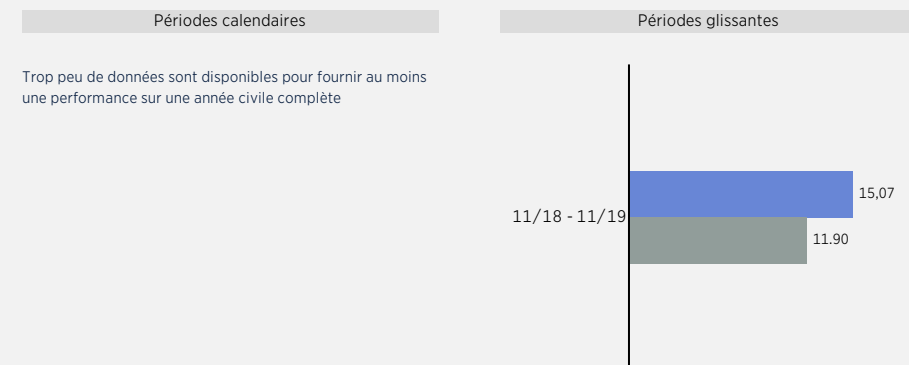 Périodes calendaires
Périodes glissantes
Trop peu de données sont disponibles pour fournir au moins
une performance sur une année civile complète
15,07
11/18 - 11/19
11.90